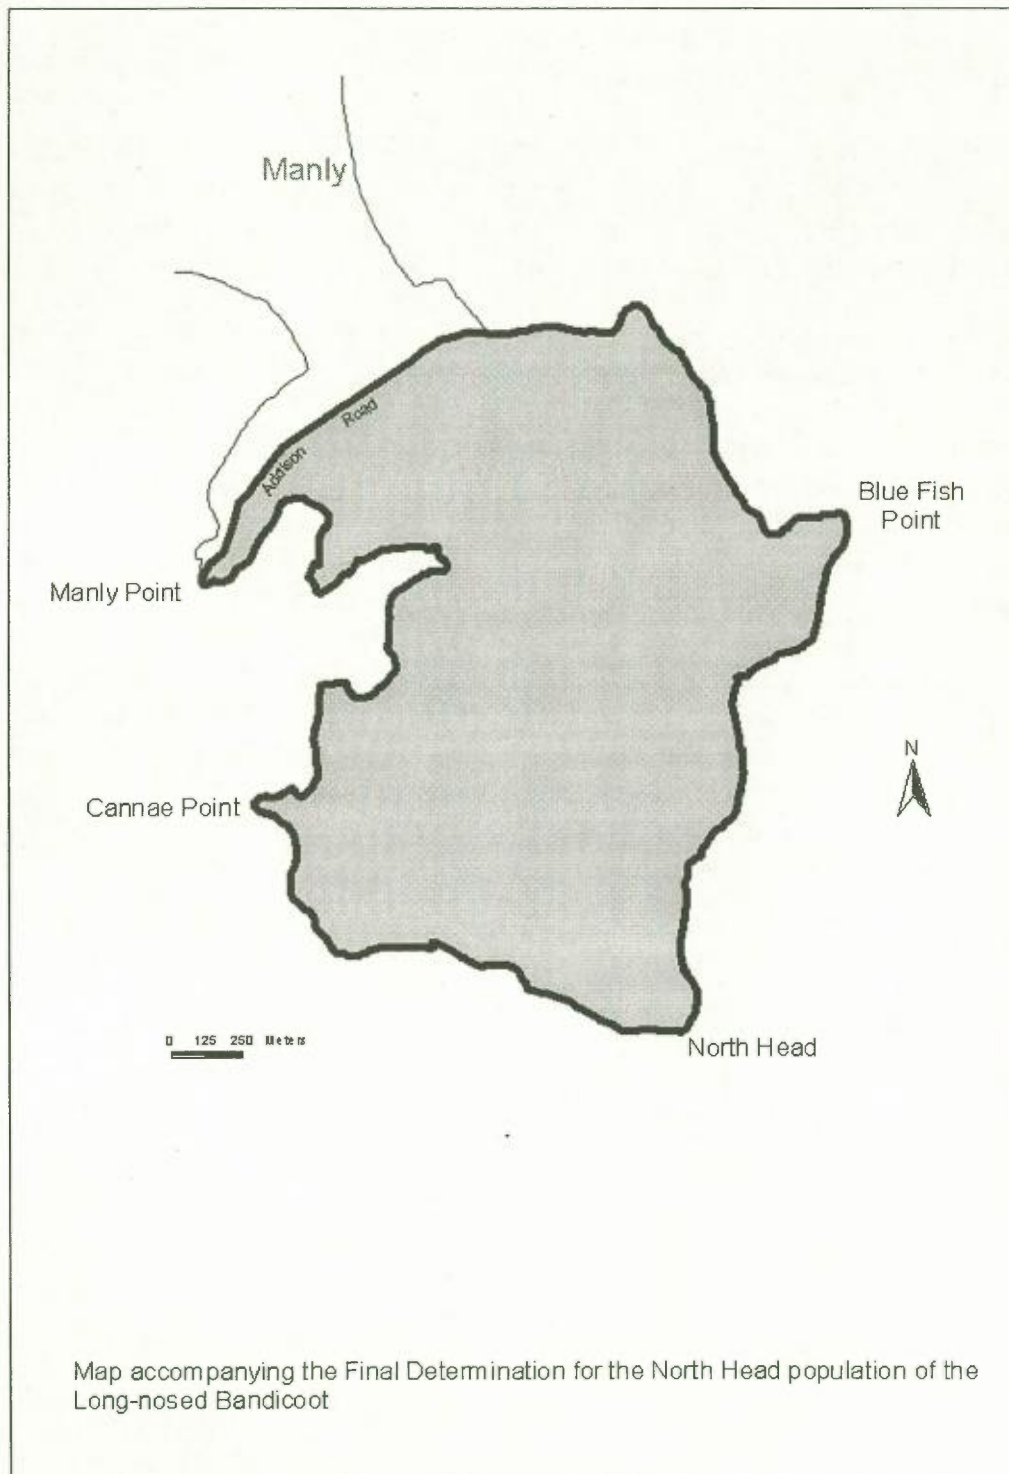 Manly
Road
Addison
Blue Fish
Point
Manly Point
N
Cannae Point
0 125 250 Meters
North Head
Map accompanying the Final Determination for the North Head population of the
Long-nosed Bandicoot